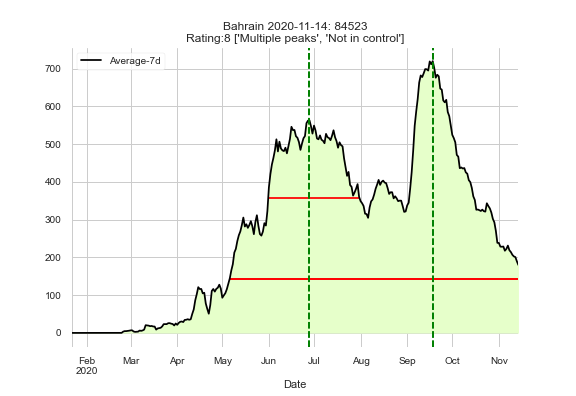 Bahrain 2020-11-14: 84523
Rating:8 ['Multiple peaks', 'Not in control']
Average-7d
700
600
500
400
300
200
100
0
Feb Mar Apr May Jun Jul Aug Sep Oct Nov
2020
Date